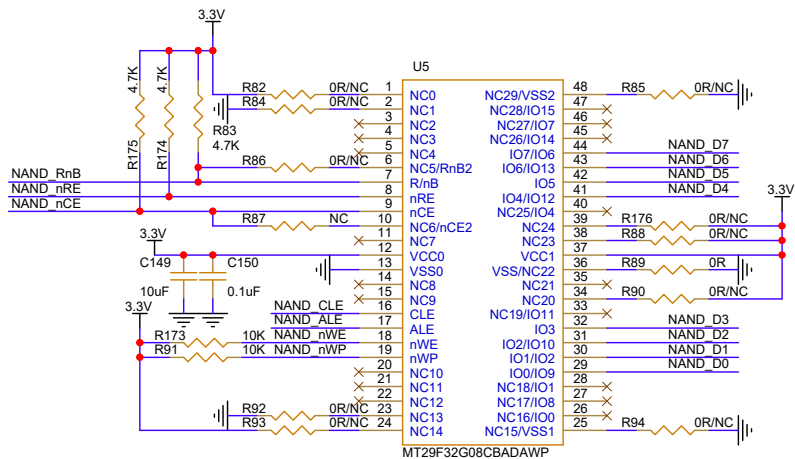 3.3V
U5
4.7K
4.7K
R82 0R/NC 1 NC0 NC29/VSS2 48 R85 0R/NC
R84 0R/NC 2 NC1 NC28/IO15 47
3 NC2 NC27/IO7 46
R83 4 NC3 NC26/IO14 45
4.7K 5 NC4 IO7/IO6 44 NAND_D7
R175 R174 R86 0R/NC 6 NC5/RnB2 IO6/IO13 43 NAND_D6
NAND_RnB 7 R/nB IO5 42 NAND_D5
NAND_nRE 8 nRE IO4/IO12 41 NAND_D4
NAND_nCE 9 nCE NC25/IO4 40 3.3V
R87 NC 10 NC6/nCE2 NC24 39 R176 0R/NC
11 NC7 NC23 38 R88 0R/NC
3.3V 12 VCC0 VCC1 37
C149 C150 13 VSS0 VSS/NC22 36 R89 0R
14 NC8 NC21 35
10uF 0.1uF 15 NC9 NC20 34 R90 0R/NC
3.3V NAND_CLE 16 CLE NC19/IO11 33
NAND_ALE 17 ALE IO3 32 NAND_D3
R173 10K NAND_nWE 18 nWE IO2/IO10 31 NAND_D2
R91 10K NAND_nWP 19 nWP IO1/IO2 30 NAND_D1
20 NC10 IO0/IO9 29 NAND_D0
21 NC11 NC18/IO1 28
22 NC12 NC17/IO8 27
R92 0R/NC 23 NC13 NC16/IO0 26
R93 0R/NC 24 NC14 NC15/VSS1 25 R94 0R/NC
MT29F32G08CBADAWP